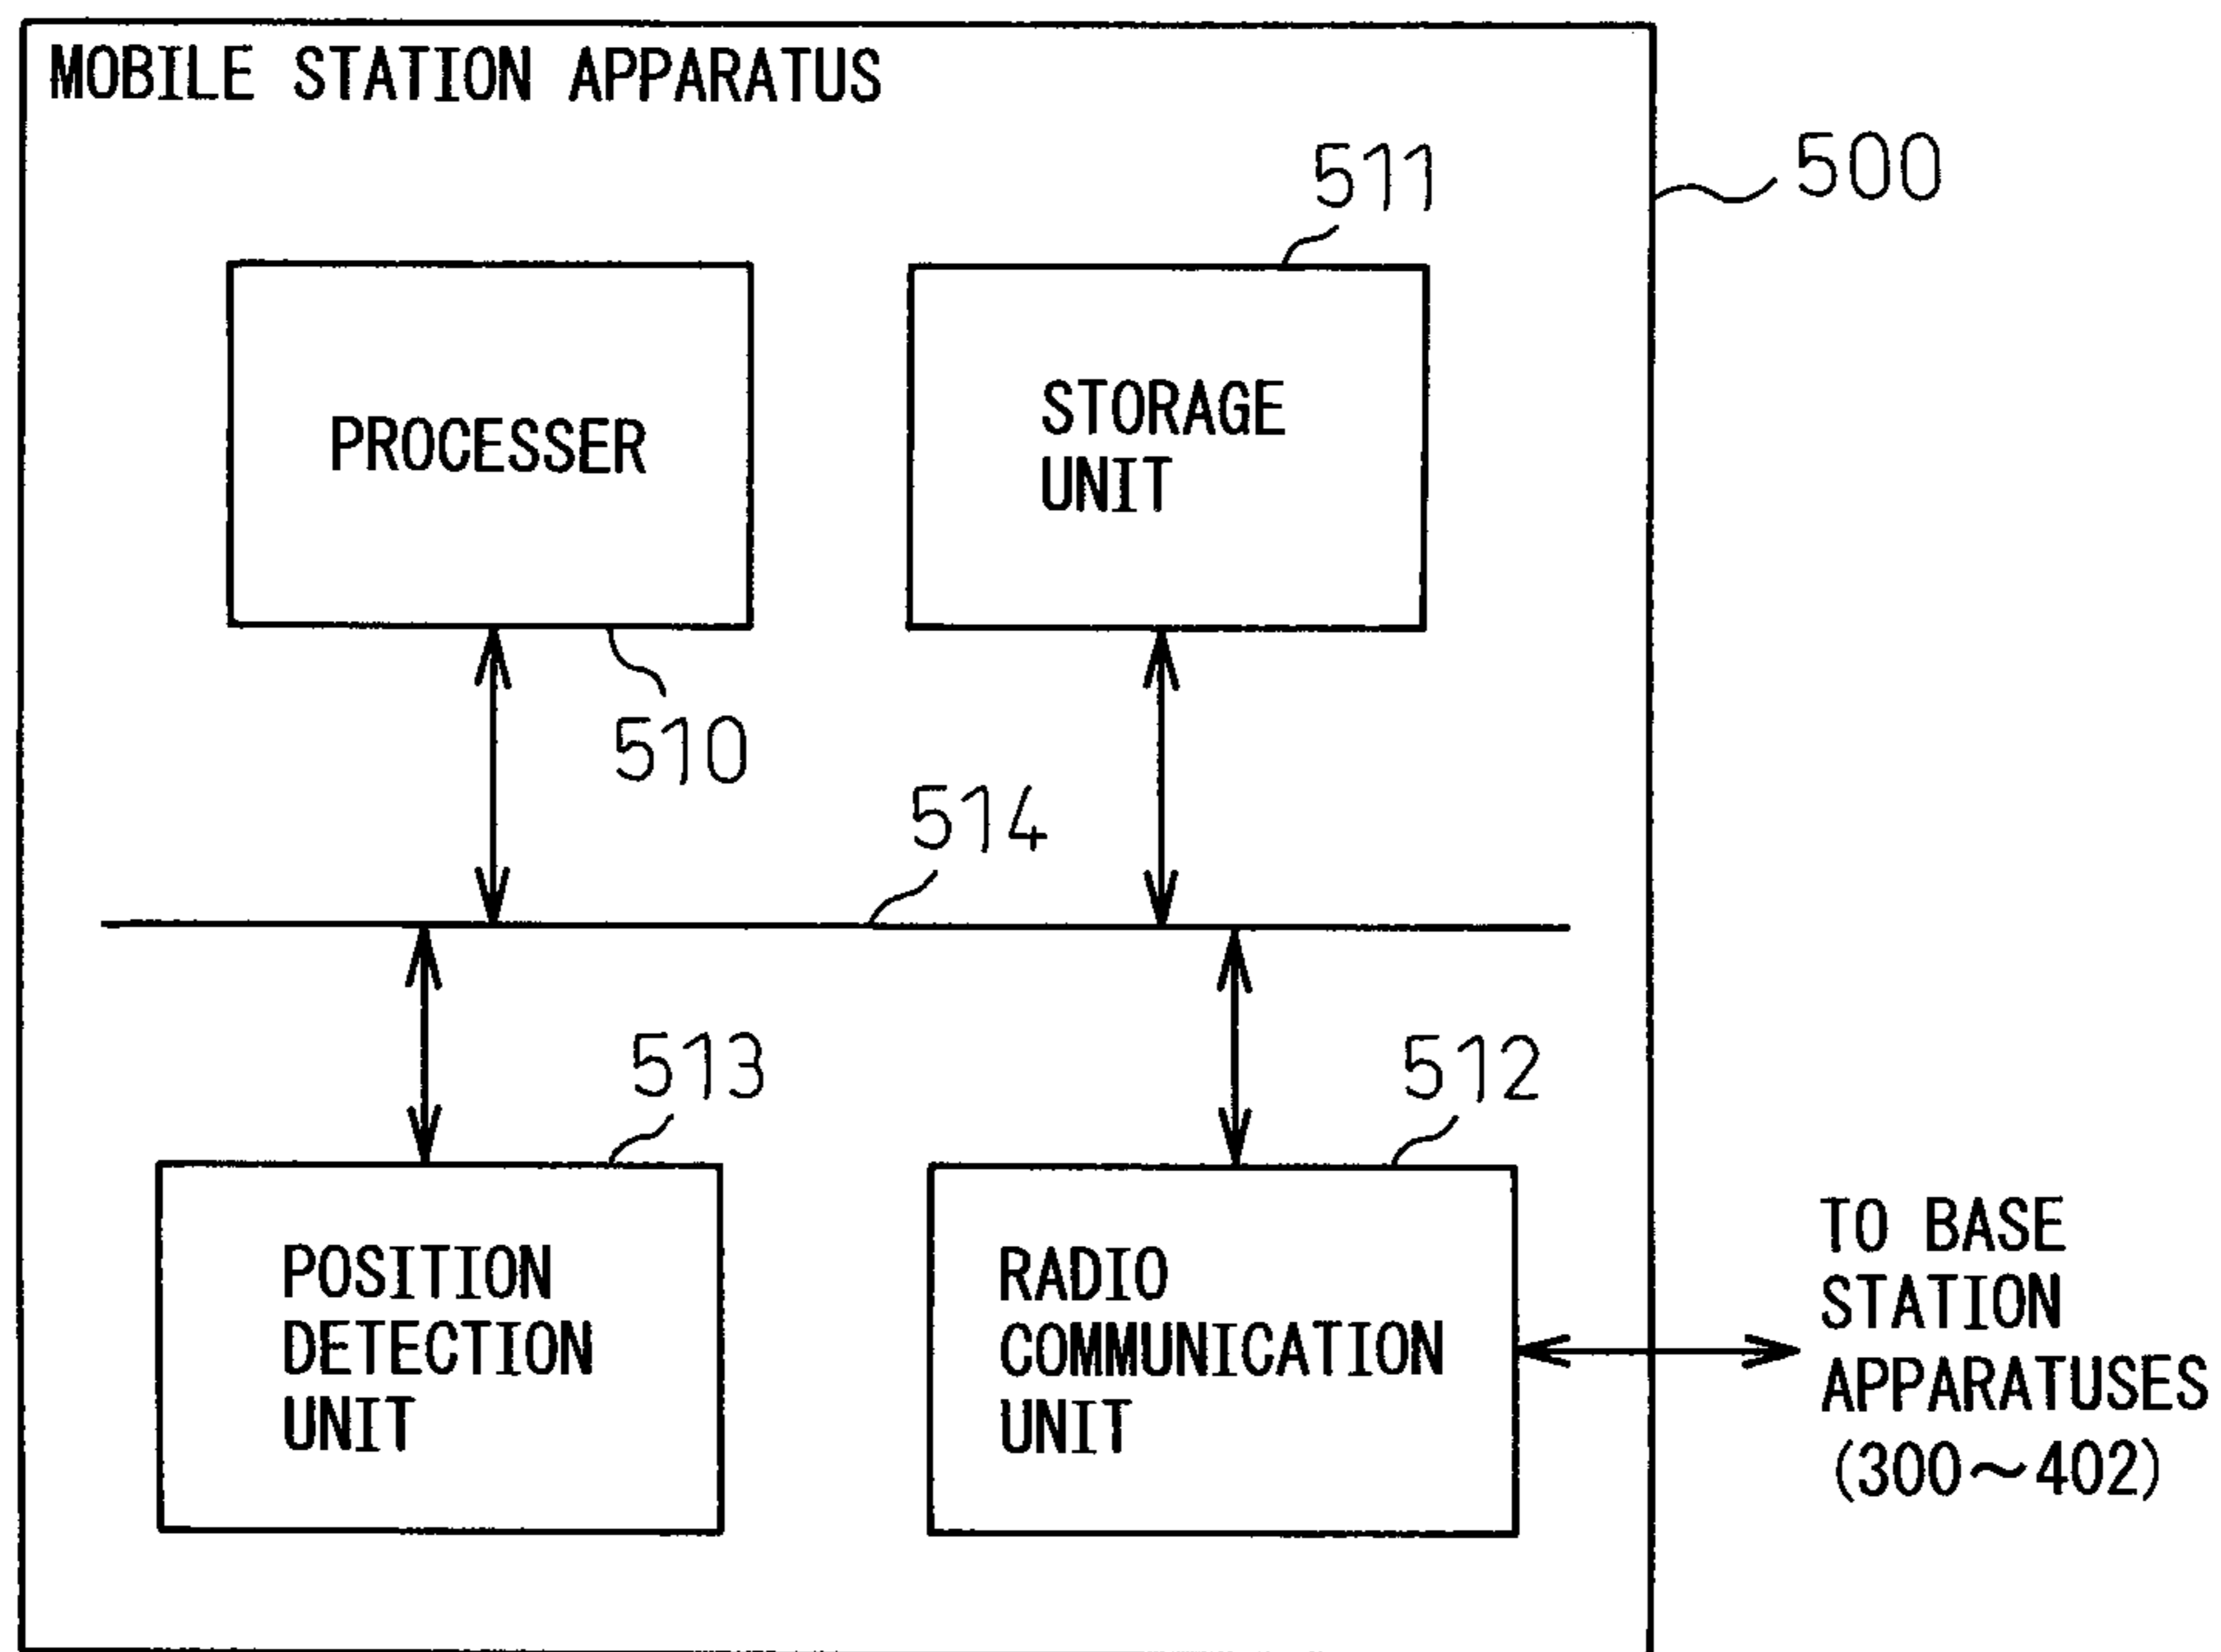 MOBILE STATION APPARATUS
500
511
PROCESSER
STORAGE
UNIT
510
514
513
512
POSITION
DETECTION
UNIT
RADIO
COMMUNICATION
UNIT
TO BASE
STATION
APPARATUSES
(300～402)